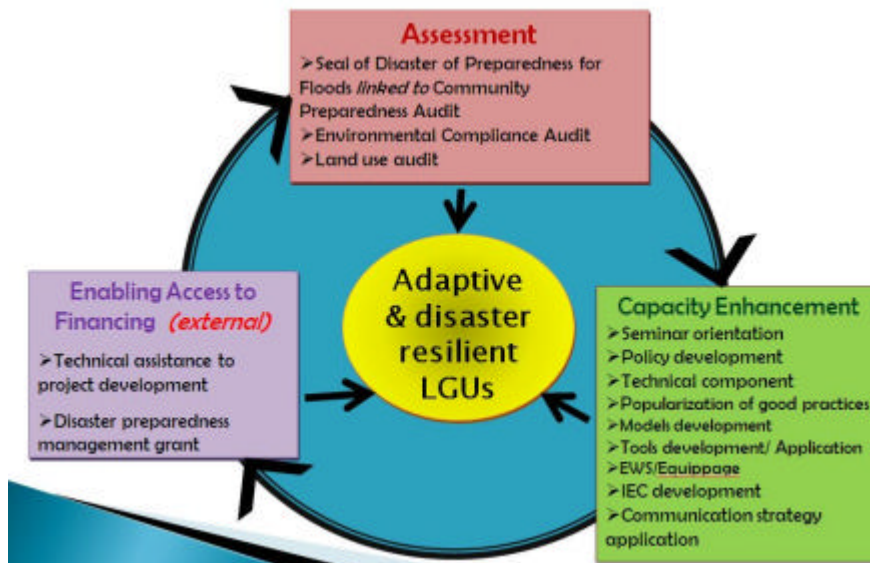 Assessment
➢Seal of Disaster of Preparedness for
Floods linked to Community
Preparedness Audit
➢Environmental Compliance Audit
➢Land use audit
Enabling Access to
Financing (external)
➢Technical assistance to
project development
➢Disaster preparedness
management grant
Adaptive
& disaster
resilient
LGUs
Capacity Enhancement
➢Seminar orientation
➢Policy development
➢Technical component
➢Popularization of good practices
➢Models development
➢Tools development/ Application
➢EWS/Equippage
➢IEC development
➢Communication strategy
application